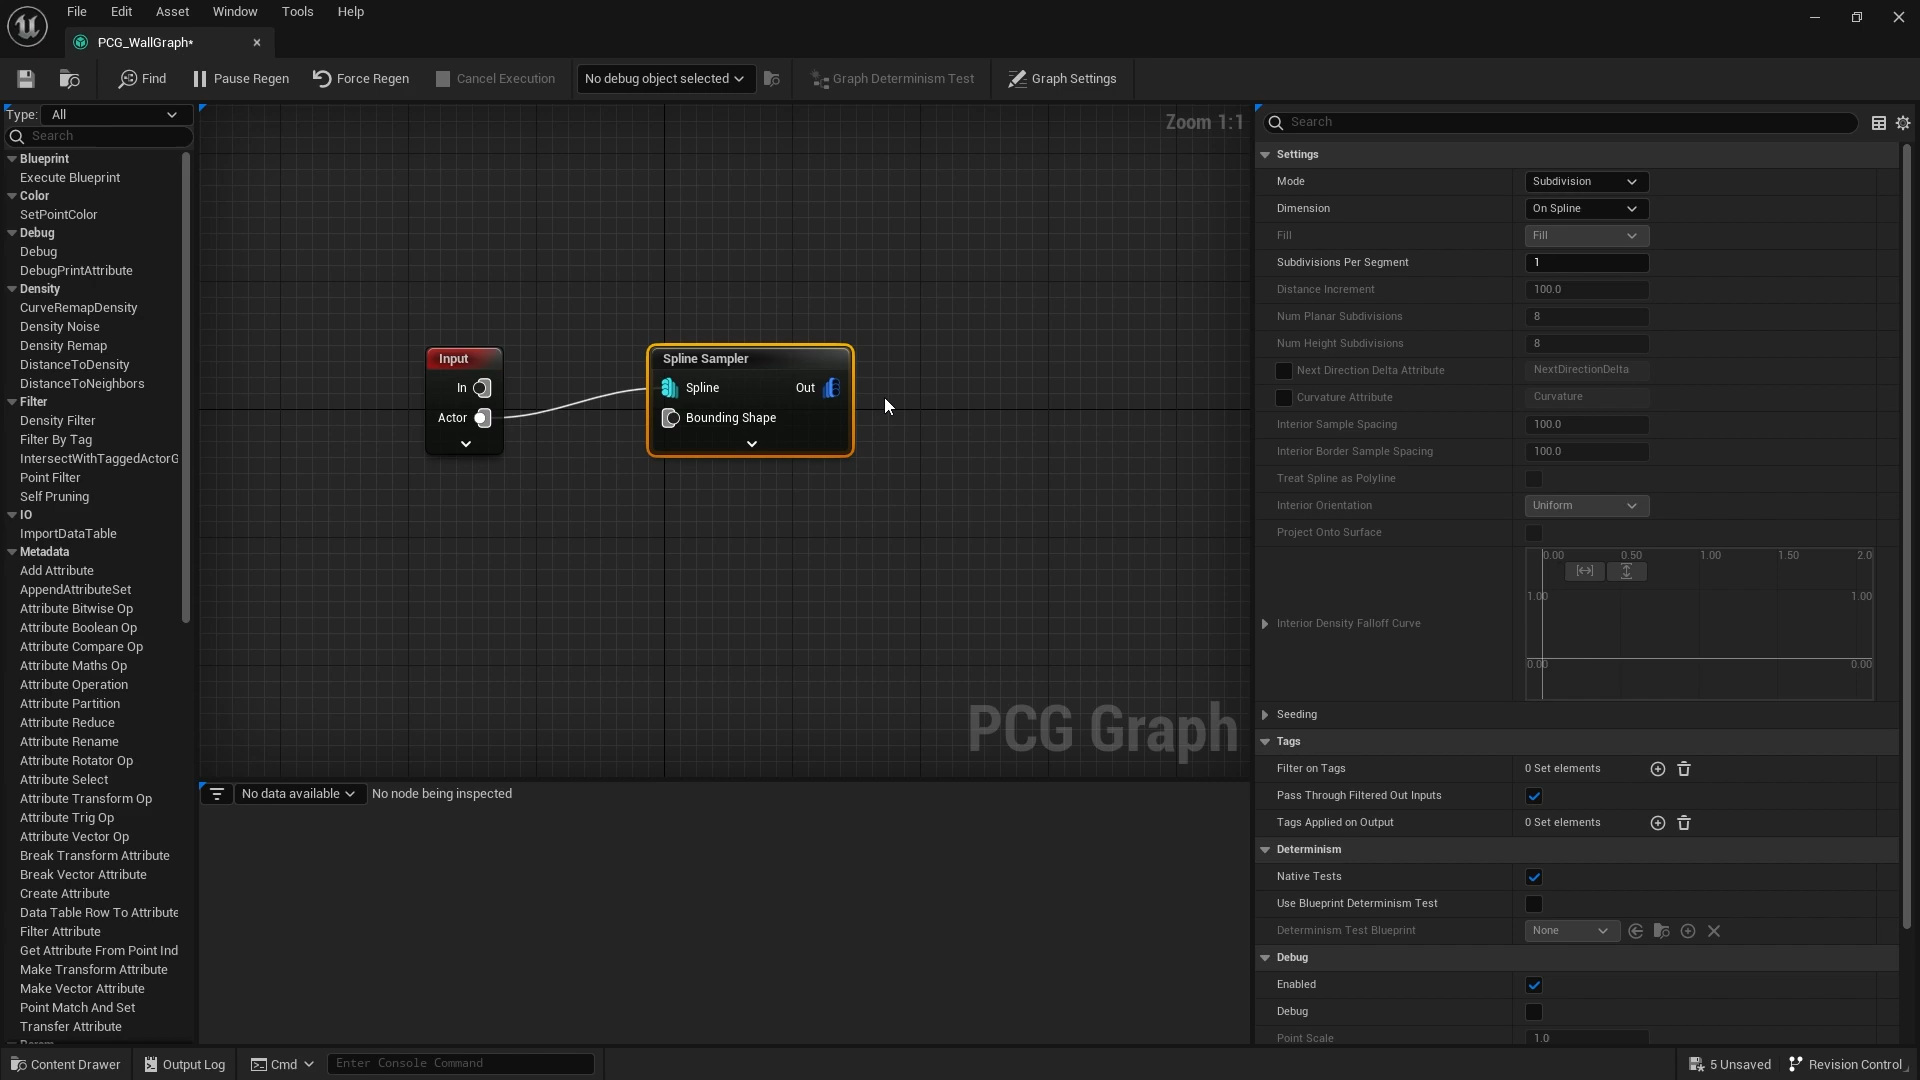 File Edit Asset Window Tools Help
PCG_WallGraph*
Find Pause Regen Force Regen Cancel Execution No debug object selected Graph Determinism Test Graph Settings
Type: All
Search
Blueprint
Execute Blueprint
Color
SetPointColor
Debug
Debug
DebugPrintAttribute
Density
CurveRemapDensity
Density Noise
Density Remap
DistanceToDensity
DistanceToNeighbors
Filter
Density Filter
Filter By Tag
IntersectWithTaggedActorG
Point Filter
Self Pruning
IO
ImportDataTable
Metadata
Add Attribute
AppendAttributeSet
Attribute Bitwise Op
Attribute Boolean Op
Attribute Compare Op
Attribute Maths Op
Attribute Operation
Attribute Partition
Attribute Reduce
Attribute Rename
Attribute Rotator Op
Attribute Select
Attribute Transform Op
Attribute Trig Op
Attribute Vector Op
Break Transform Attribute
Break Vector Attribute
Create Attribute
Data Table Row To Attribute
Filter Attribute
Get Attribute From Point Ind
Make Transform Attribute
Make Vector Attribute
Point Match And Set
Transfer Attribute
Zoom 1:1
Input
In
Actor
Spline Sampler
Spline Out
Bounding Shape
PCG Graph
No data available No node being inspected
Search
Settings
Mode Subdivision
Dimension On Spline
Fill Fill
Subdivisions Per Segment 1
Distance Increment 100.0
Num Planar Subdivisions 8
Num Height Subdivisions 8
Next Direction Delta Attribute NextDirectionDelta
Curvature Attribute Curvature
Interior Sample Spacing 100.0
Interior Border Sample Spacing 100.0
Treat Spline as Polyline
Interior Orientation Uniform
Project Onto Surface
0.00 0.50 1.00 1.50 2.0
1.00 1.00
Interior Density Falloff Curve
0.00 0.00
Seeding
Tags
Filter on Tags 0 Set elements
Pass Through Filtered Out Inputs
Tags Applied on Output 0 Set elements
Determinism
Native Tests
Use Blueprint Determinism Test
Determinism Test Blueprint None
Debug
Enabled
Debug
Point Scale 1.0
Content Drawer Output Log Cmd Enter Console Command 5 Unsaved Revision Control